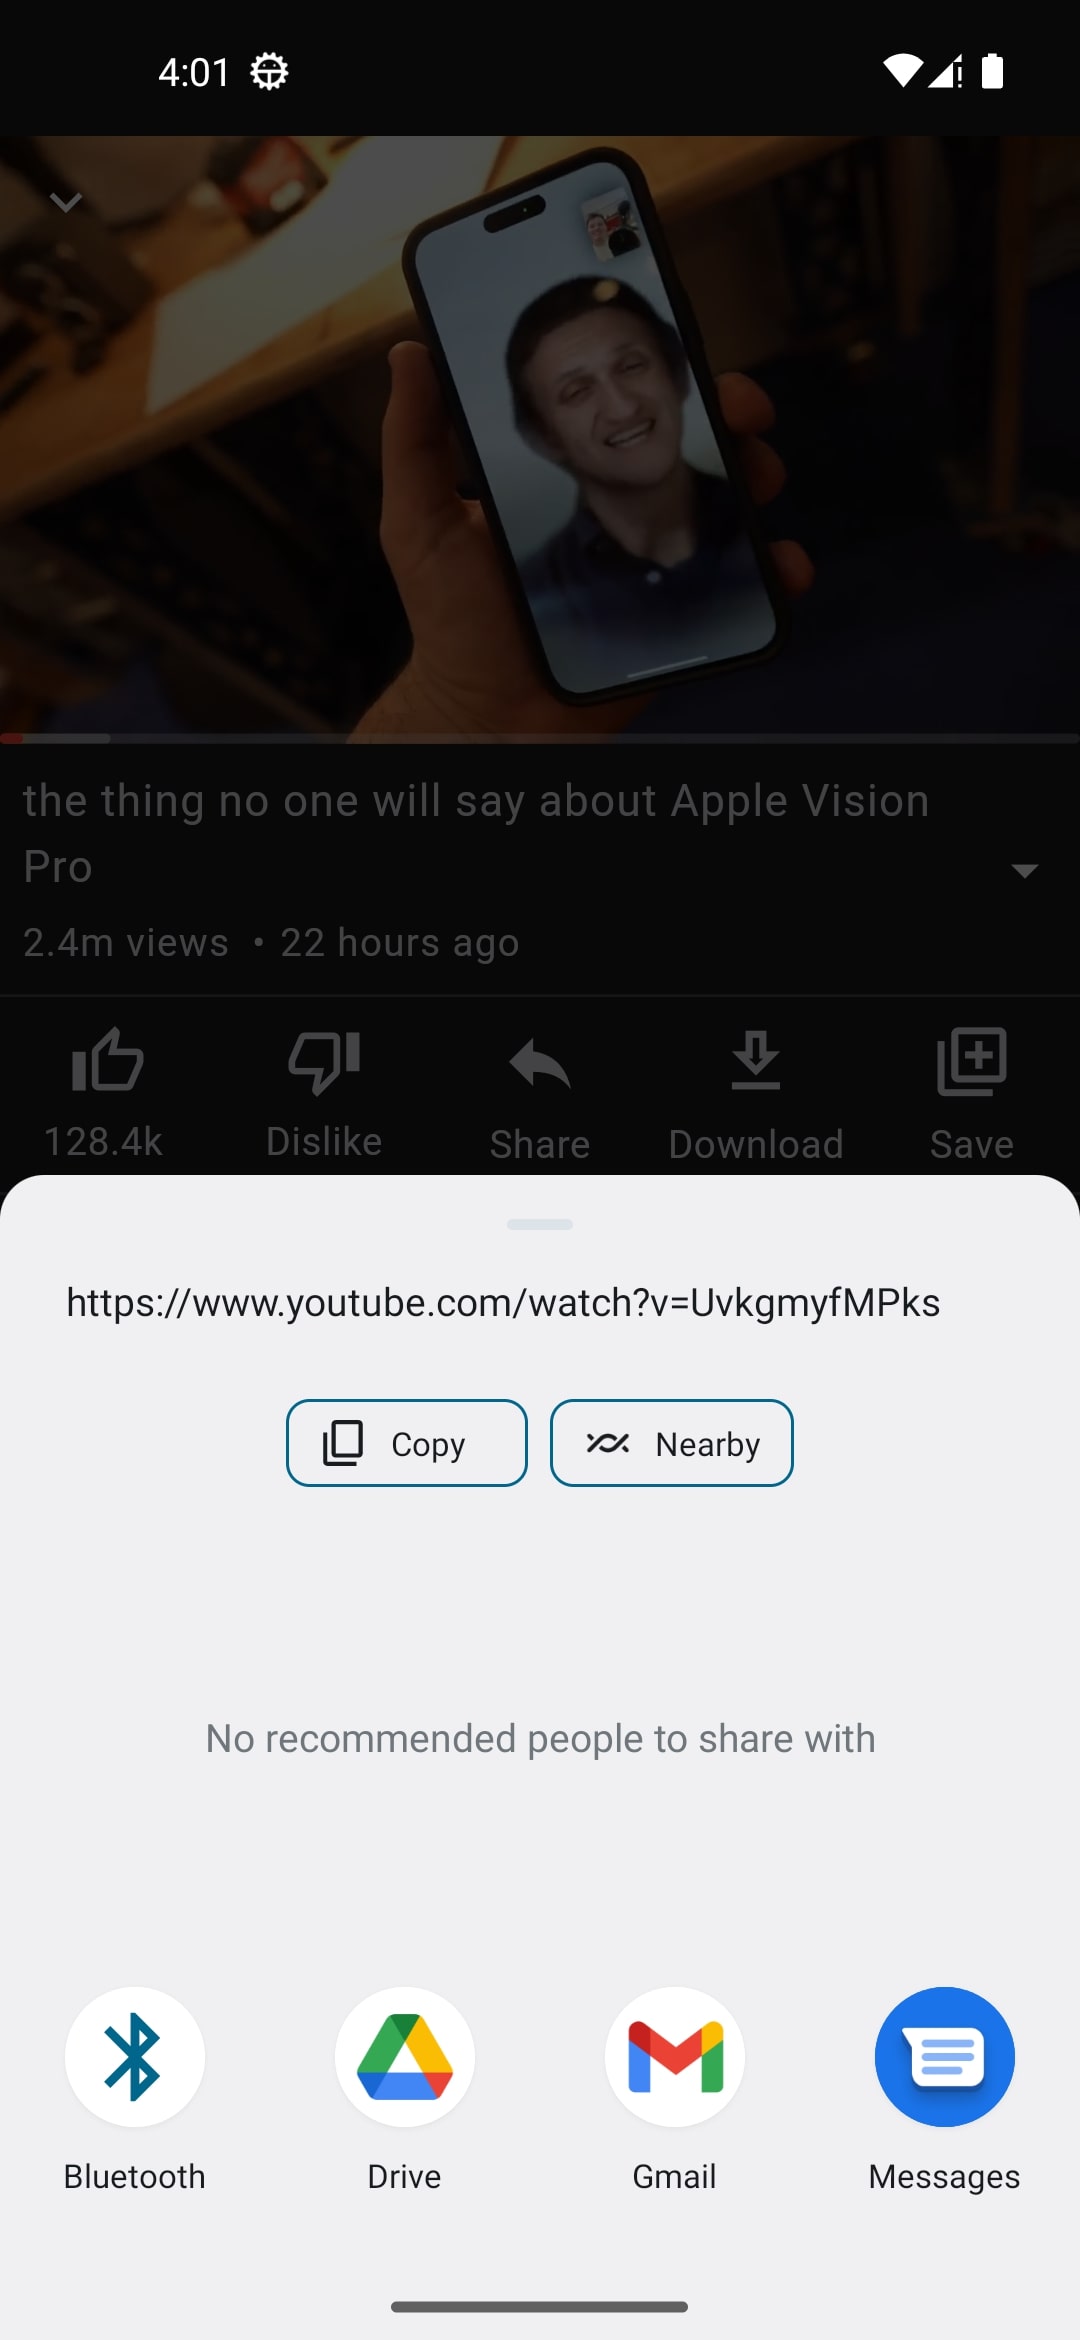 4:01
the thing no one will say about Apple Vision
Pro
2.4m views • 22 hours ago
128.4k
Dislike
Share
Download
Save
https://www.youtube.com/watch?v=UvkgmyfMPks
Copy
Nearby
No recommended people to share with
Bluetooth
Drive
Gmail
Messages